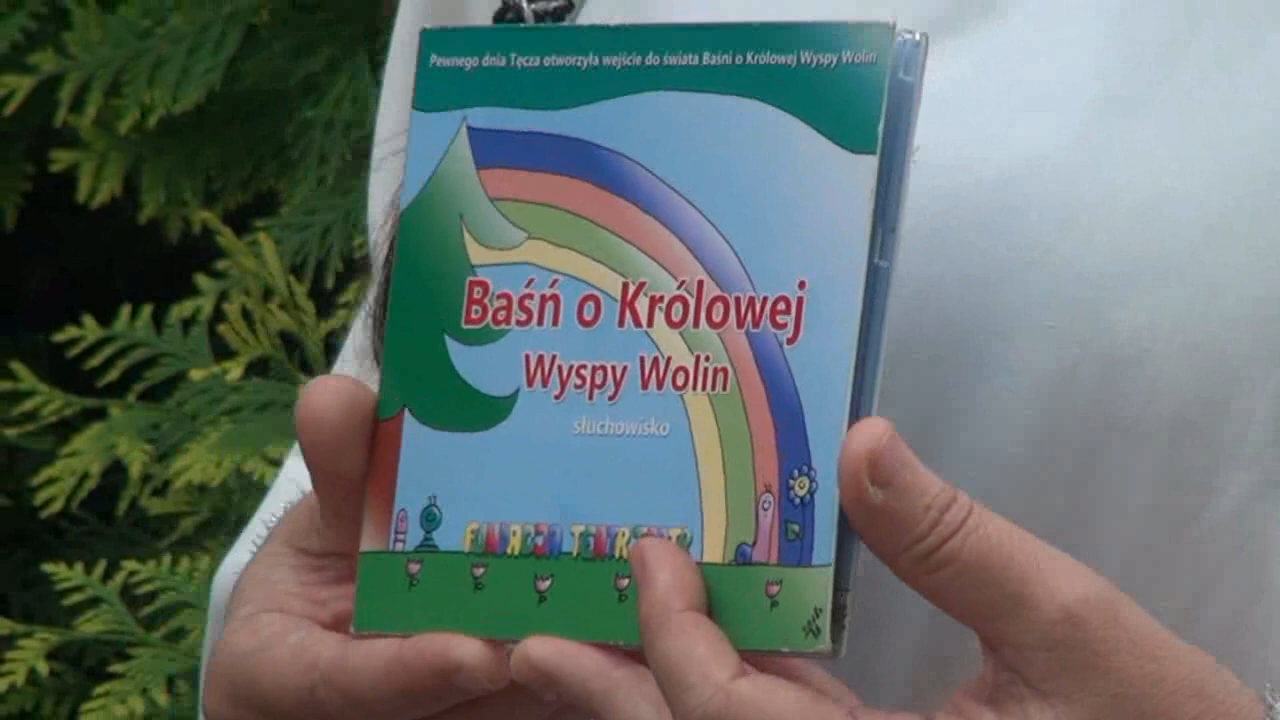 Pewnego dnia Tęcza otworzyła wejście do świata Baśni o Królowej Wyspy Wolin
Baśń o Królowej
Wyspy Wolin
słuchowisko